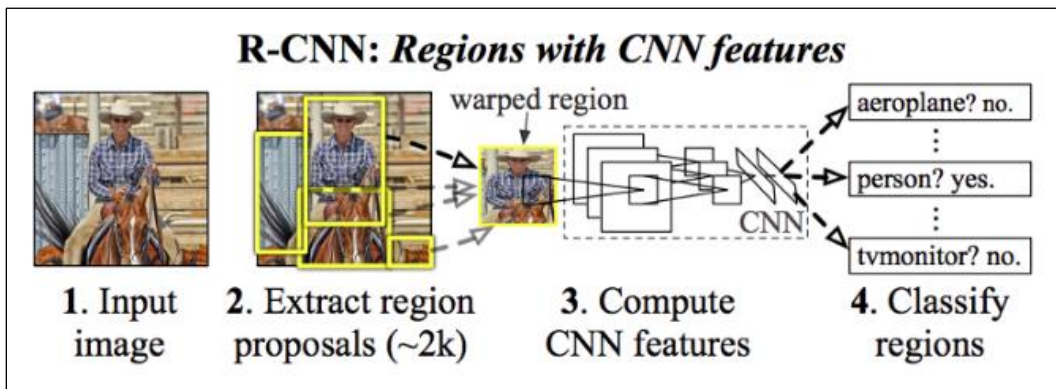 R-CNN: Regions with CNN features
warped region
aeroplane? no.
person? yes.
tvmonitor? no.
CNN
1. Input
image
2. Extract region
proposals (~2k)
3. Compute
CNN features
4. Classify
regions